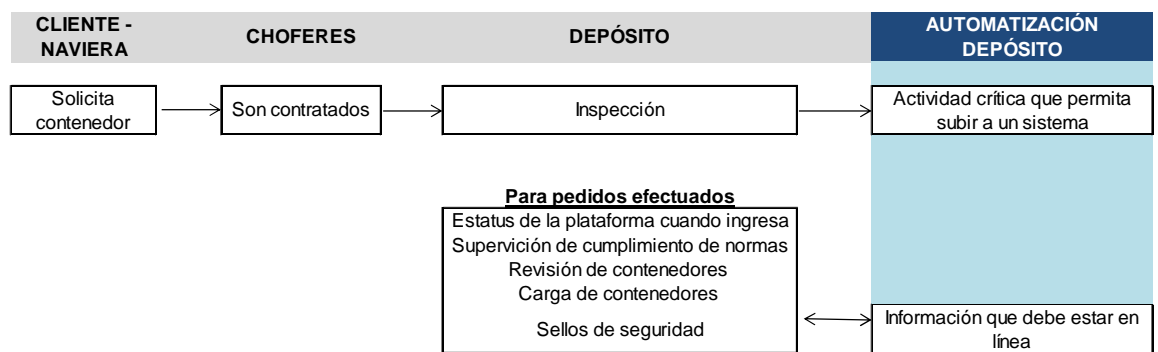 CLIENTE -
NAVIERA
CHOFERES
DEPÓSITO
AUTOMATIZACIÓN
DEPÓSITO
Solicita
contenedor
Son contratados
Inspección
Actividad crítica que permita
subir a un sistema
Para pedidos efectuados
Estatus de la plataforma cuando ingresa
Supervición de cumplimiento de normas
Revisión de contenedores
Carga de contenedores
Sellos de seguridad
Información que debe estar en
línea